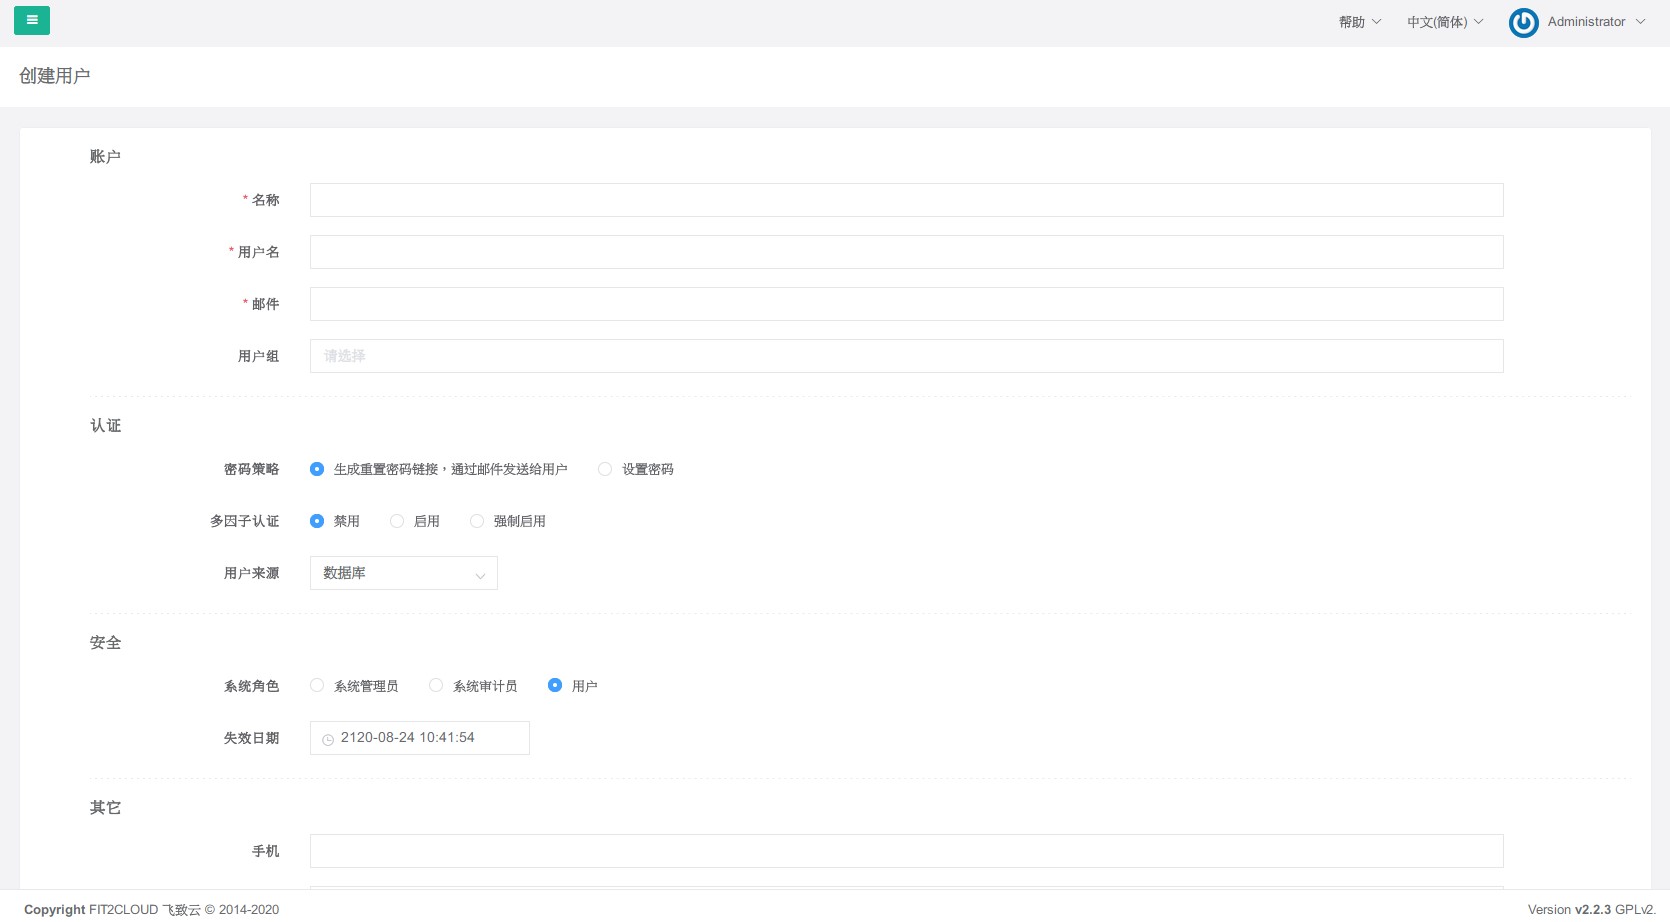 帮助 中文(简体) Administrator
创建用户
账户
* 名称
* 用户名
* 邮件
用户组 请选择
认证
密码策略 生成重置密码链接，通过邮件发送给用户 设置密码
多因子认证 禁用 启用 强制启用
用户来源 数据库
安全
系统角色 系统管理员 系统审计员 用户
失效日期 2120-08-24 10:41:54
其它
手机
Copyright FIT2CLOUD 飞致云 © 2014-2020 Version v2.2.3 GPLv2.